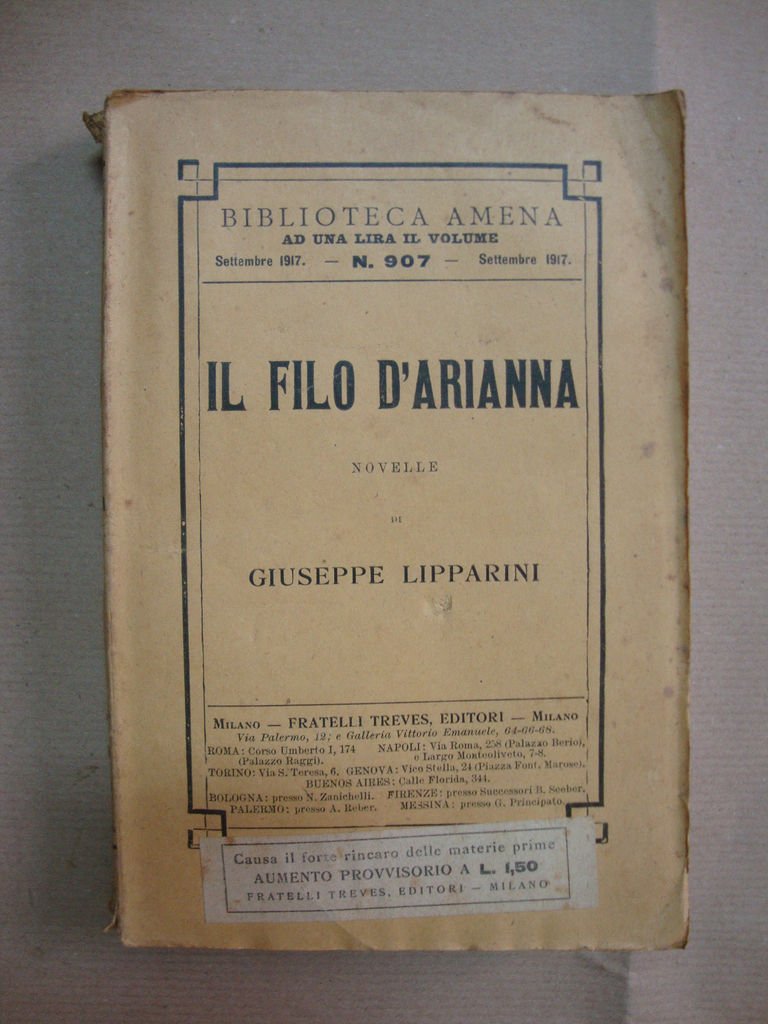 BIBLIOTECA AMENA
AD UNA LIRA IL VOLUME
Settembre 1917. — N. 907 — Settembre 1917.
IL FILO D'ARIANNA
NOVELLE
DI
GIUSEPPE LIPPARINI
MILANO — FRATELLI TREVES, EDITORI — MILANO
Via Palermo, 12; e Galleria Vittorio Emanuele, 64-66-68.
ROMA: Corso Umberto I, 174 NAPOLI: Via Roma, 258 (Palazzo Berio),
(Palazzo Raggi). e Largo Monteoliveto, 7-8.
TORINO: Via S. Teresa, 6. GENOVA: Vico Stella, 24 (Piazza Font. Marose).
BUENOS AIRES: Calle Florida, 344.
BOLOGNA: presso N. Zanichelli. FIRENZE: presso Successori B. Seeber.
PALERMO: presso A. Reber. MESSINA: presso G. Principato.
Causa il forte rincaro delle materie prime
AUMENTO PROVVISORIO A L. 1,50
FRATELLI TREVES, EDITORI — MILANO